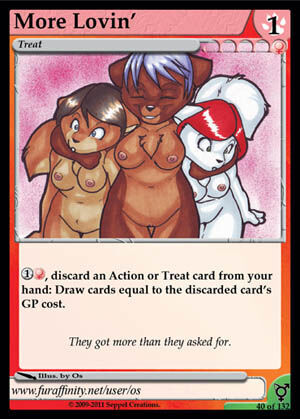 More Lovin'
1
Treat
1, discard an Action or Treat card from your
hand: Draw cards equal to the discarded card's
GP cost.
They got more than they asked for.
Illus. by Os
www.furaffinity.net/user/os
© 2009-2011 Seppel Creations.
40 of 132